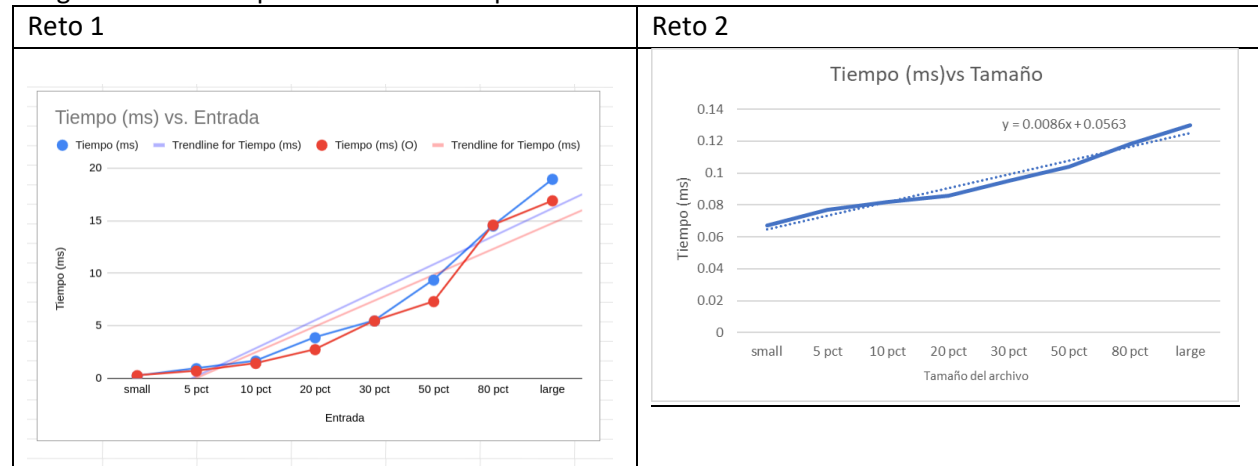 Reto 1
Reto 2
Tiempo (ms) vs. Entrada
Tiempo (ms) Trendline for Tiempo (ms) Tiempo (ms) (O) Trendline for Tiempo (ms)
20
15
10
5
0
Tiempo (ms)
small 5 pct 10 pct 20 pct 30 pct 50 pct 80 pct large
Entrada
Tiempo (ms)vs Tamaño
y = 0.0086x + 0.0563
0.14
0.12
0.1
0.08
0.06
0.04
0.02
0
Tiempo (ms)
small 5 pct 10 pct 20 pct 30 pct 50 pct 80 pct large
Tamaño del archivo